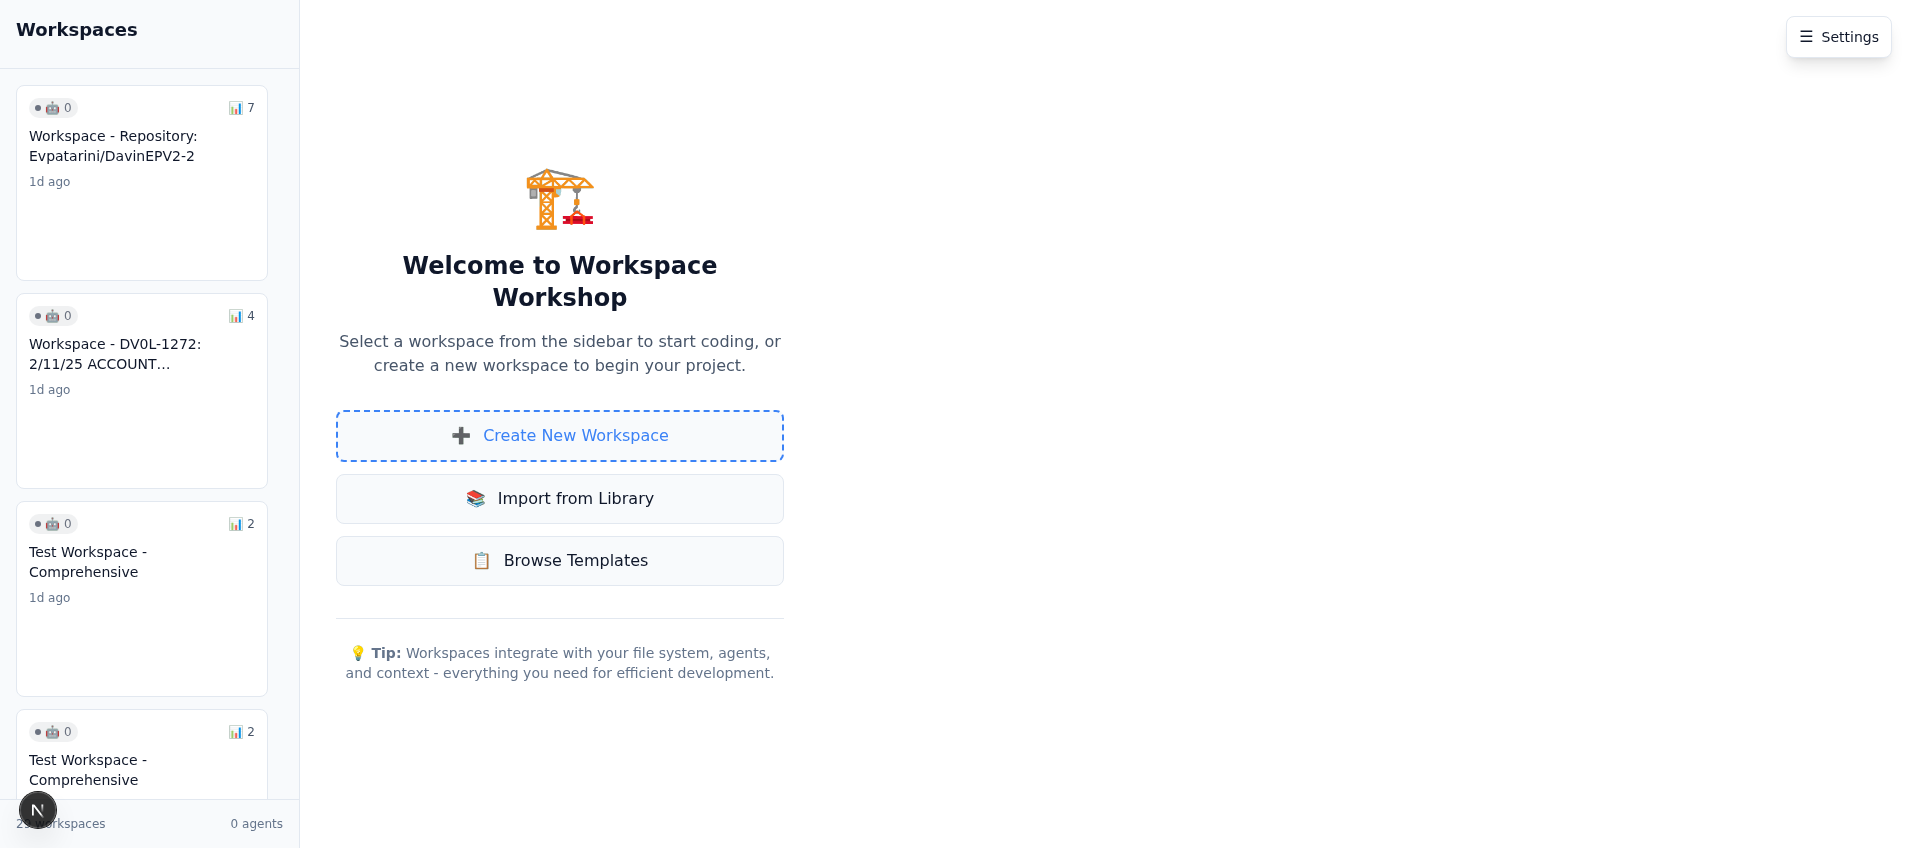 Workspaces
Settings
0
7
Workspace - Repository:
Evpatarini/DavinEPV2-2
1d ago
0
4
Workspace - DV0L-1272:
2/11/25 ACCOUNT...
1d ago
0
2
Test Workspace -
Comprehensive
1d ago
0
2
Test Workspace -
Comprehensive
N
workspaces
0 agents
Welcome to Workspace
Workshop
Select a workspace from the sidebar to start coding, or
create a new workspace to begin your project.
Create New Workspace
Import from Library
Browse Templates
Tip: Workspaces integrate with your file system, agents,
and context - everything you need for efficient development.